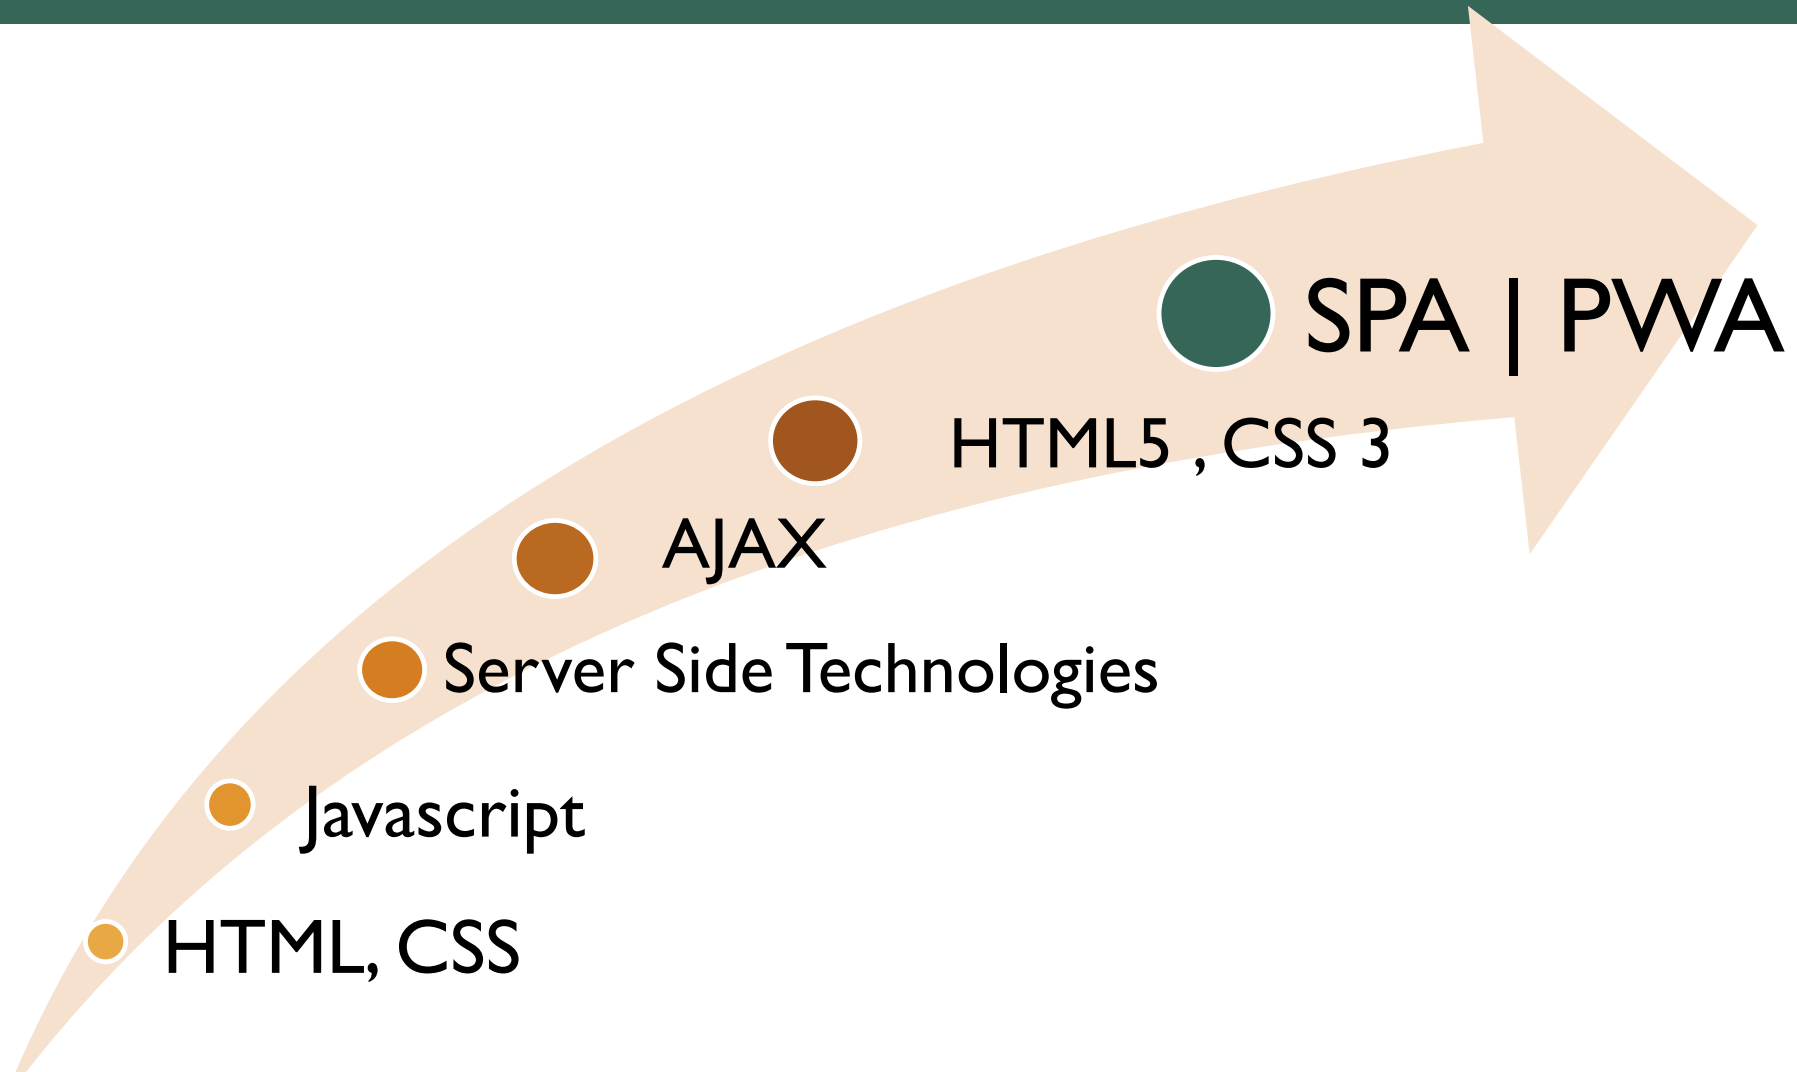 SPA | PWA
HTML5 , CSS 3
AJAX
Server Side Technologies
Javascript
HTML, CSS